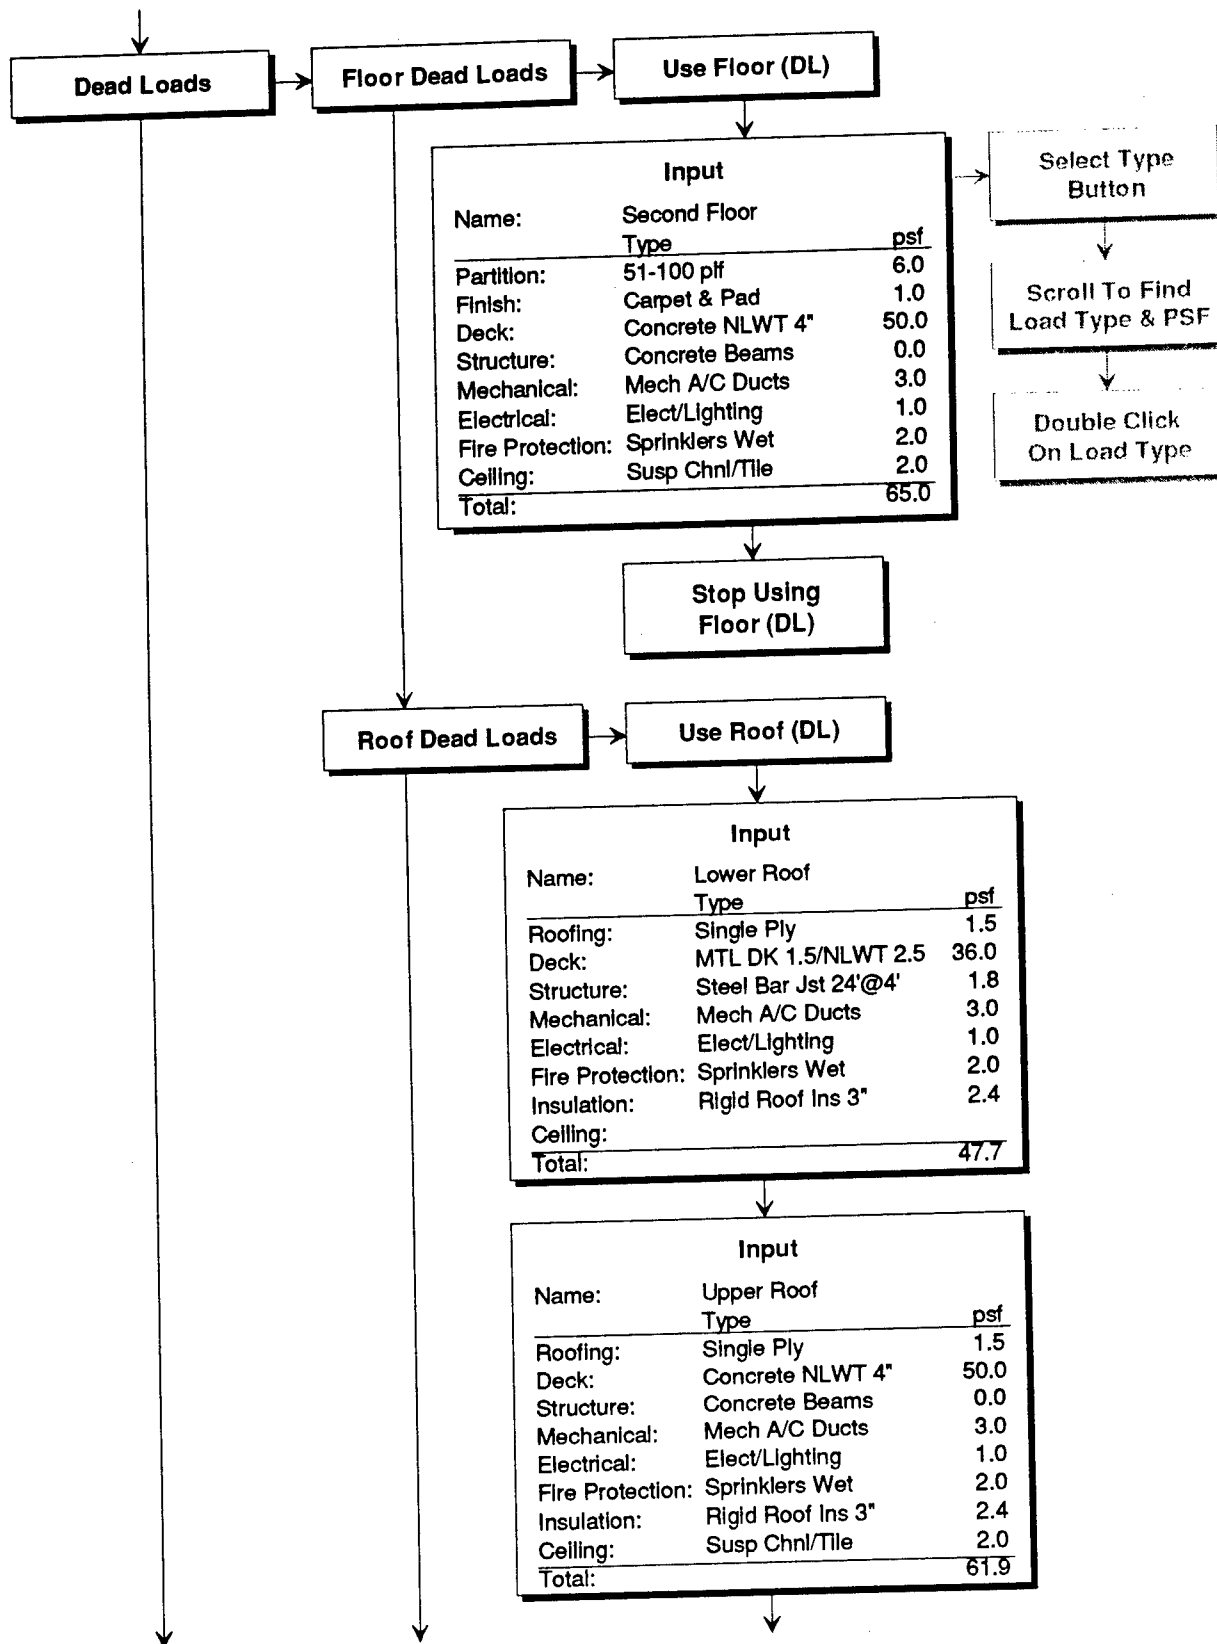 Dead Loads
Floor Dead Loads
Use Floor (DL)
Input
Name: Second Floor
Type psf
Partition: 51-100 plf 6.0
Finish: Carpet & Pad 1.0
Deck: Concrete NLWT 4" 50.0
Structure: Concrete Beams 0.0
Mechanical: Mech A/C Ducts 3.0
Electrical: Elect/Lighting 1.0
Fire Protection: Sprinklers Wet 2.0
Ceiling: Susp Chnl/Tile 2.0
Total: 65.0
Select Type
Button
Scroll To Find
Load Type & PSF
Double Click
On Load Type
Stop Using
Floor (DL)
Roof Dead Loads
Use Roof (DL)
Input
Name: Lower Roof
Type psf
Roofing: Single Ply 1.5
Deck: MTL DK 1.5/NLWT 2.5 36.0
Structure: Steel Bar Jst 24'@4' 1.8
Mechanical: Mech A/C Ducts 3.0
Electrical: Elect/Lighting 1.0
Fire Protection: Sprinklers Wet 2.0
Insulation: Rigid Roof Ins 3" 2.4
Ceiling:
Total: 47.7
Input
Name: Upper Roof
Type psf
Roofing: Single Ply 1.5
Deck: Concrete NLWT 4" 50.0
Structure: Concrete Beams 0.0
Mechanical: Mech A/C Ducts 3.0
Electrical: Elect/Lighting 1.0
Fire Protection: Sprinklers Wet 2.0
Insulation: Rigid Roof Ins 3" 2.4
Ceiling: Susp Chnl/Tile 2.0
Total: 61.9